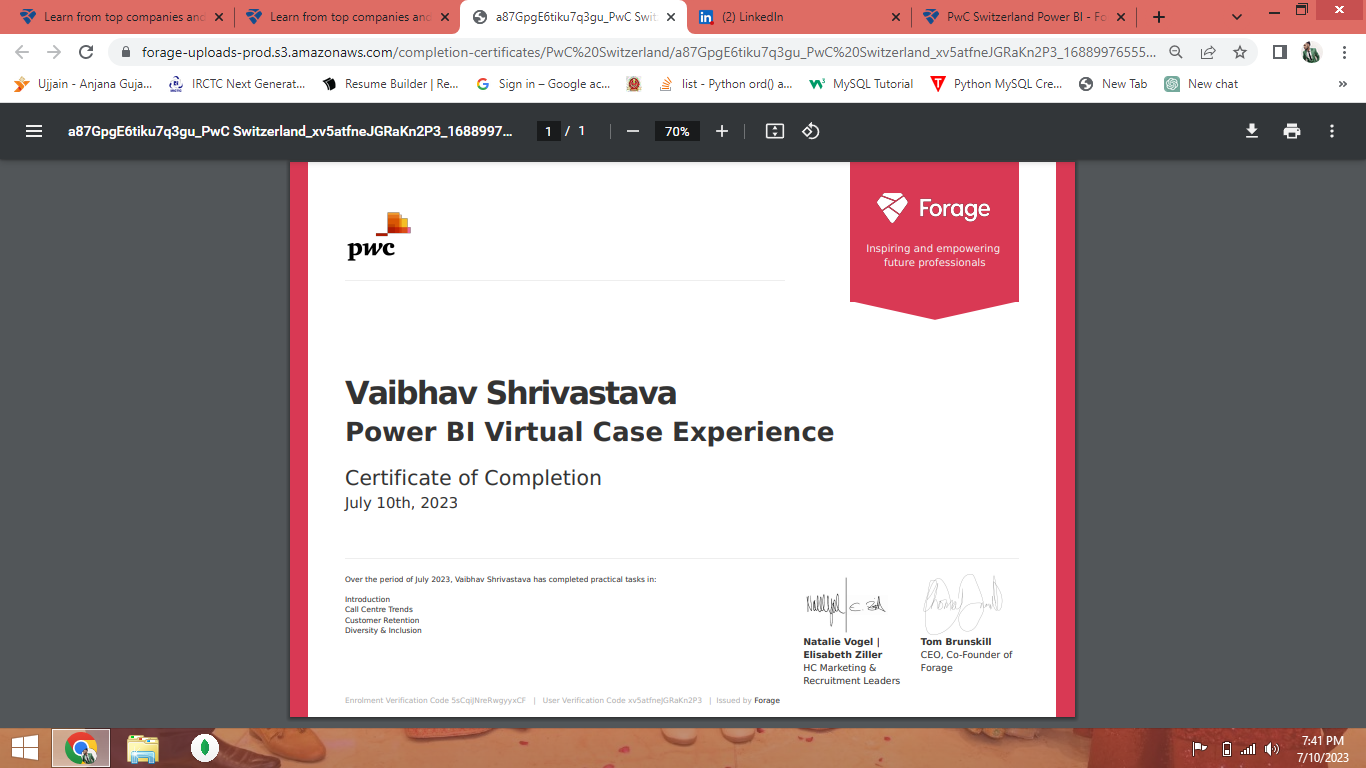 Learn from top companies and
Learn from top companies and
a87GpgE6tiku7q3gu_PwC Swit
(2) LinkedIn
PwC Switzerland Power BI - Fo
forage-uploads-prod.s3.amazonaws.com/completion-certificates/PwC%20Switzerland/a87GpgE6tiku7q3gu_PwC%20Switzerland_xv5atfneJGRaKn2P3_16889976555...
Ujjain - Anjana Guja...
IRCTC Next Generat...
Resume Builder | Re...
Sign in – Google ac...
list - Python ord() a...
MySQL Tutorial
Python MySQL Cre...
New Tab
New chat
»
a87GpgE6tiku7q3gu_PwC Switzerland_xv5atfneJGRaKn2P3_1688997...
1 / 1
70%
pwc
Forage
Inspiring and empowering
future professionals
Vaibhav Shrivastava
Power BI Virtual Case Experience
Certificate of Completion
July 10th, 2023
Over the period of July 2023, Vaibhav Shrivastava has completed practical tasks in:
Introduction
Call Centre Trends
Customer Retention
Diversity & Inclusion
Natalie Vogel |
Elisabeth Ziller
HC Marketing &
Recruitment Leaders
Tom Brunskill
CEO, Co-Founder of
Forage
Enrolment Verification Code 5sCqiJNreRwgyyxCF | User Verification Code xv5atfneJGRaKn2P3 | Issued by Forage
7:41 PM
7/10/2023